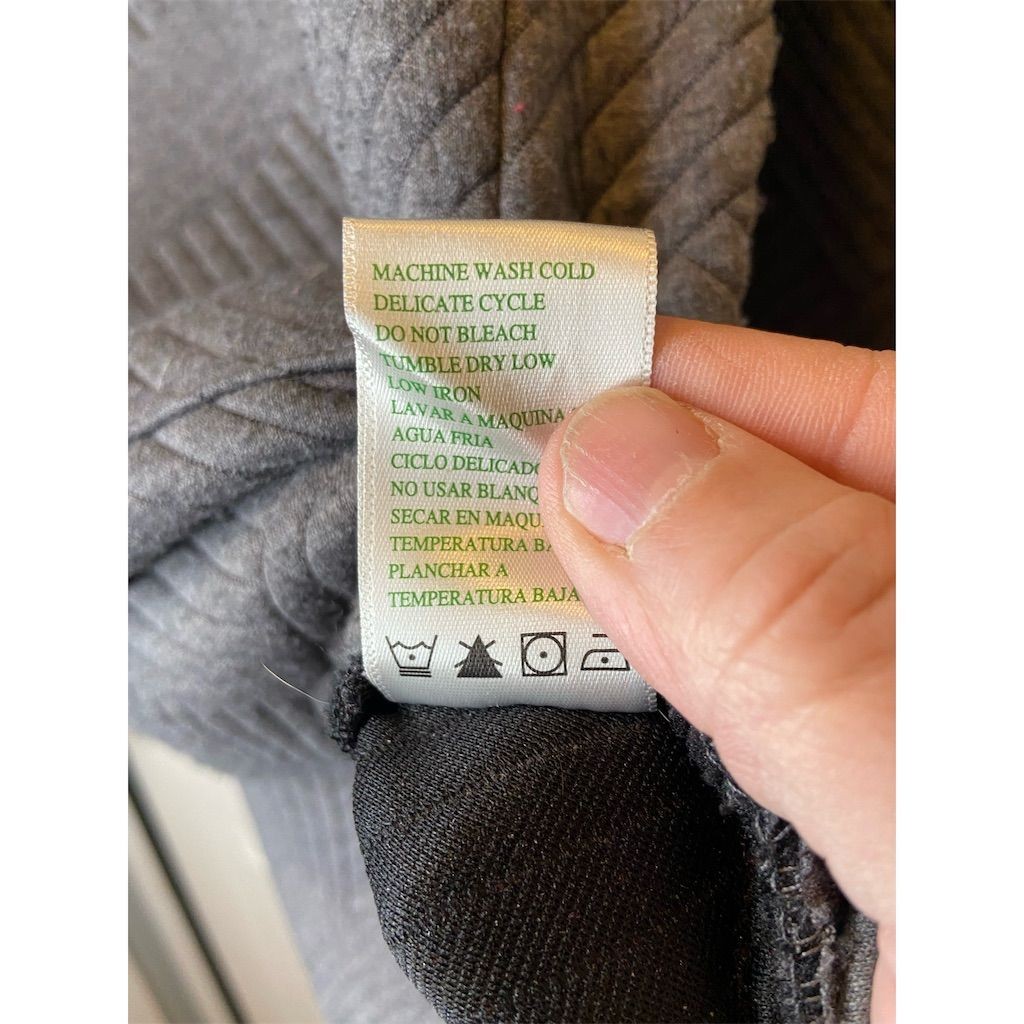 MACHINE WASH COLD
DELICATE CYCLE
DO NOT BLEACH
TUMBLE DRY LOW
LOW IRON
LAVAR A MAQUINA
AGUA FRIA
CICLO DELICADO
NO USAR
SECAR EN
TEMPERATURA
PLANCHAR A
TEMPERATURA BAJA